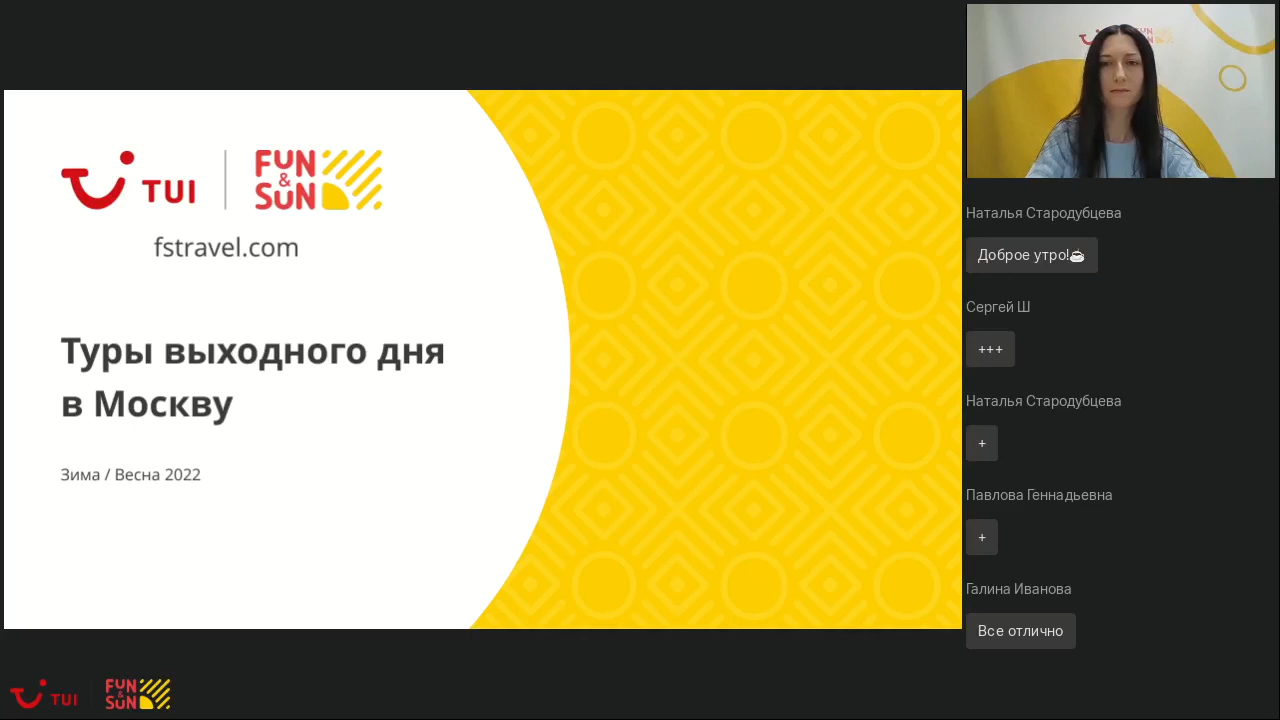 TUI
FUN
&
SUN
fstravel.com
Туры выходного дня
в Москву
Зима / Весна 2022
Наталья Стародубцева
Доброе утро!☕
Сергей Ш
+++
Наталья Стародубцева
+
Павлова Геннадьевна
+
Галина Иванова
Все отлично
TUI
FUN
&
SUN